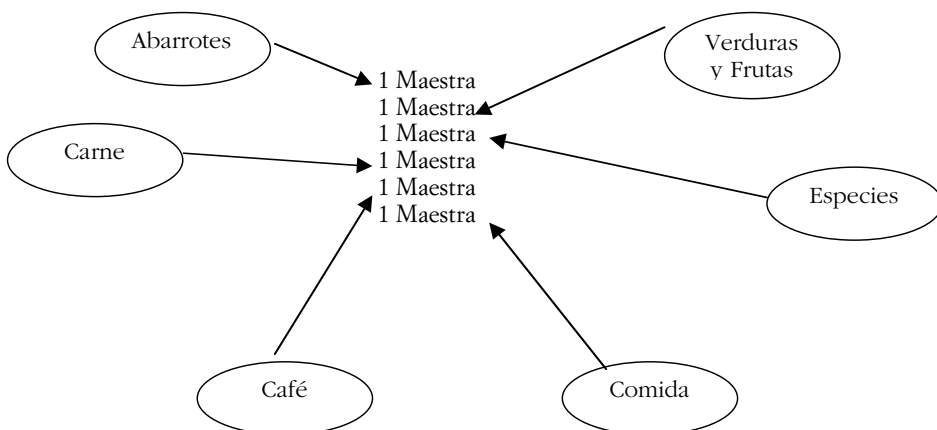 Abarrotes
Verduras
y Frutas
1 Maestra
1 Maestra
1 Maestra
1 Maestra
1 Maestra
1 Maestra
Carne
Especies
Café
Comida